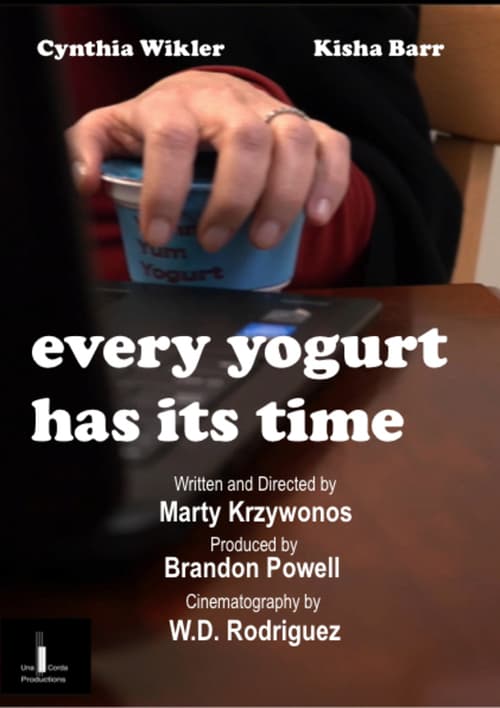 Cynthia Wikler Kisha Barr
Yum
Yogurt
every yogurt
has its time
Written and Directed by
Marty Krzywonos
Produced by
Brandon Powell
Cinematography by
W.D. Rodriguez
Una Corda
Productions